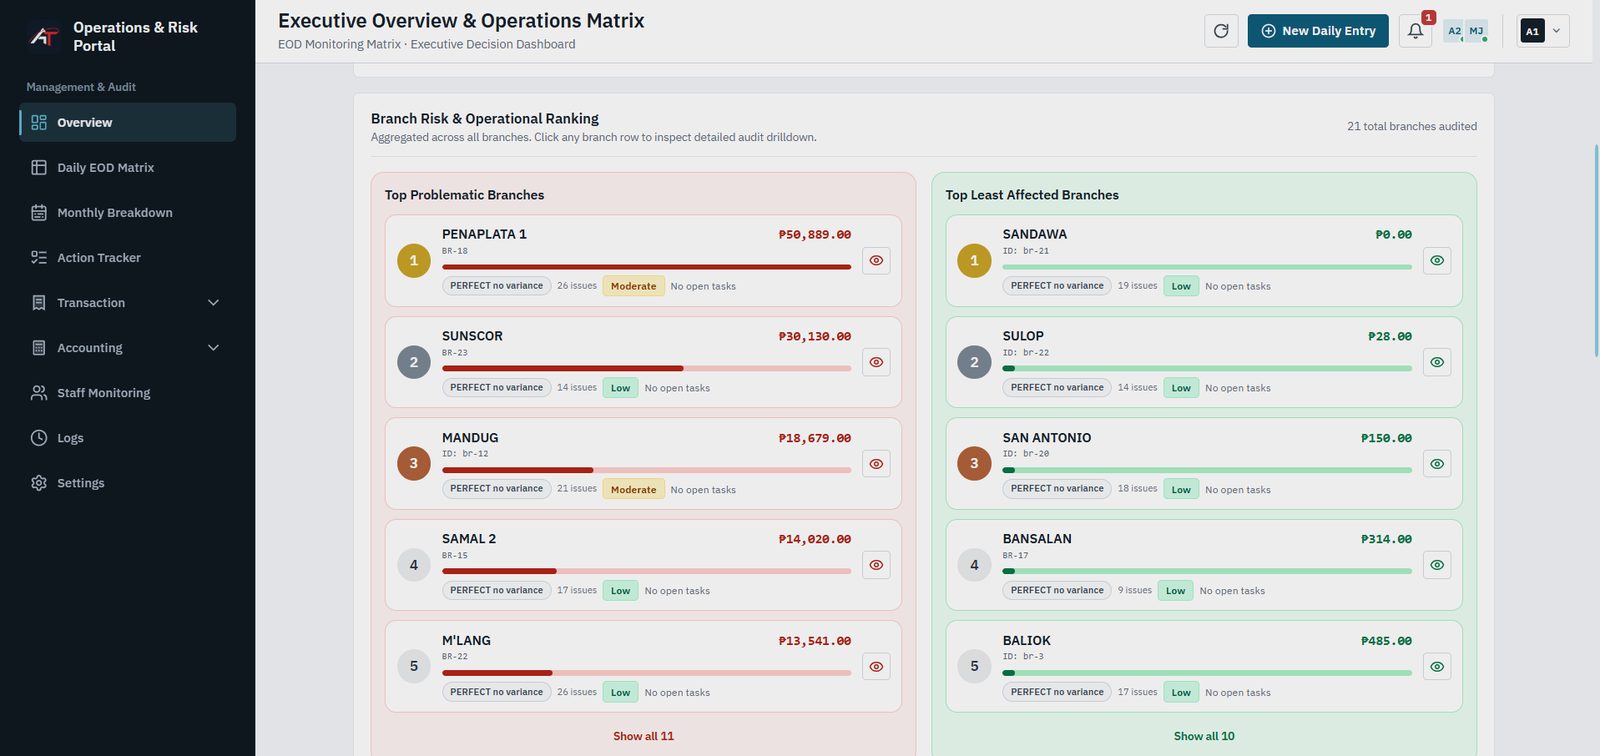 Operations & Risk
Portal
Management & Audit
Overview
Daily EOD Matrix
Monthly Breakdown
Action Tracker
Transaction
Accounting
Staff Monitoring
Logs
Settings
Executive Overview & Operations Matrix
EOD Monitoring Matrix · Executive Decision Dashboard
New Daily Entry
1
A2
MJ
A1
Branch Risk & Operational Ranking
Aggregated across all branches. Click any branch row to inspect detailed audit drilldown.
21 total branches audited
Top Problematic Branches
1
PENAPLATA 1
₱50,889.00
BR-18
PERFECT no variance 26 issues Moderate No open tasks
2
SUNSCOR
₱30,130.00
BR-23
PERFECT no variance 14 issues Low No open tasks
3
MANDUG
₱18,679.00
ID: br-12
PERFECT no variance 21 issues Moderate No open tasks
4
SAMAL 2
₱14,020.00
BR-15
PERFECT no variance 17 issues Low No open tasks
5
M'LANG
₱13,541.00
BR-22
PERFECT no variance 26 issues Low No open tasks
Show all 11
Top Least Affected Branches
1
SANDAWA
₱0.00
ID: br-21
PERFECT no variance 19 issues Low No open tasks
2
SULOP
₱28.00
ID: br-22
PERFECT no variance 14 issues Low No open tasks
3
SAN ANTONIO
₱150.00
ID: br-20
PERFECT no variance 18 issues Low No open tasks
4
BANSALAN
₱314.00
BR-17
PERFECT no variance 9 issues Low No open tasks
5
BALIOK
₱485.00
ID: br-3
PERFECT no variance 17 issues Low No open tasks
Show all 10